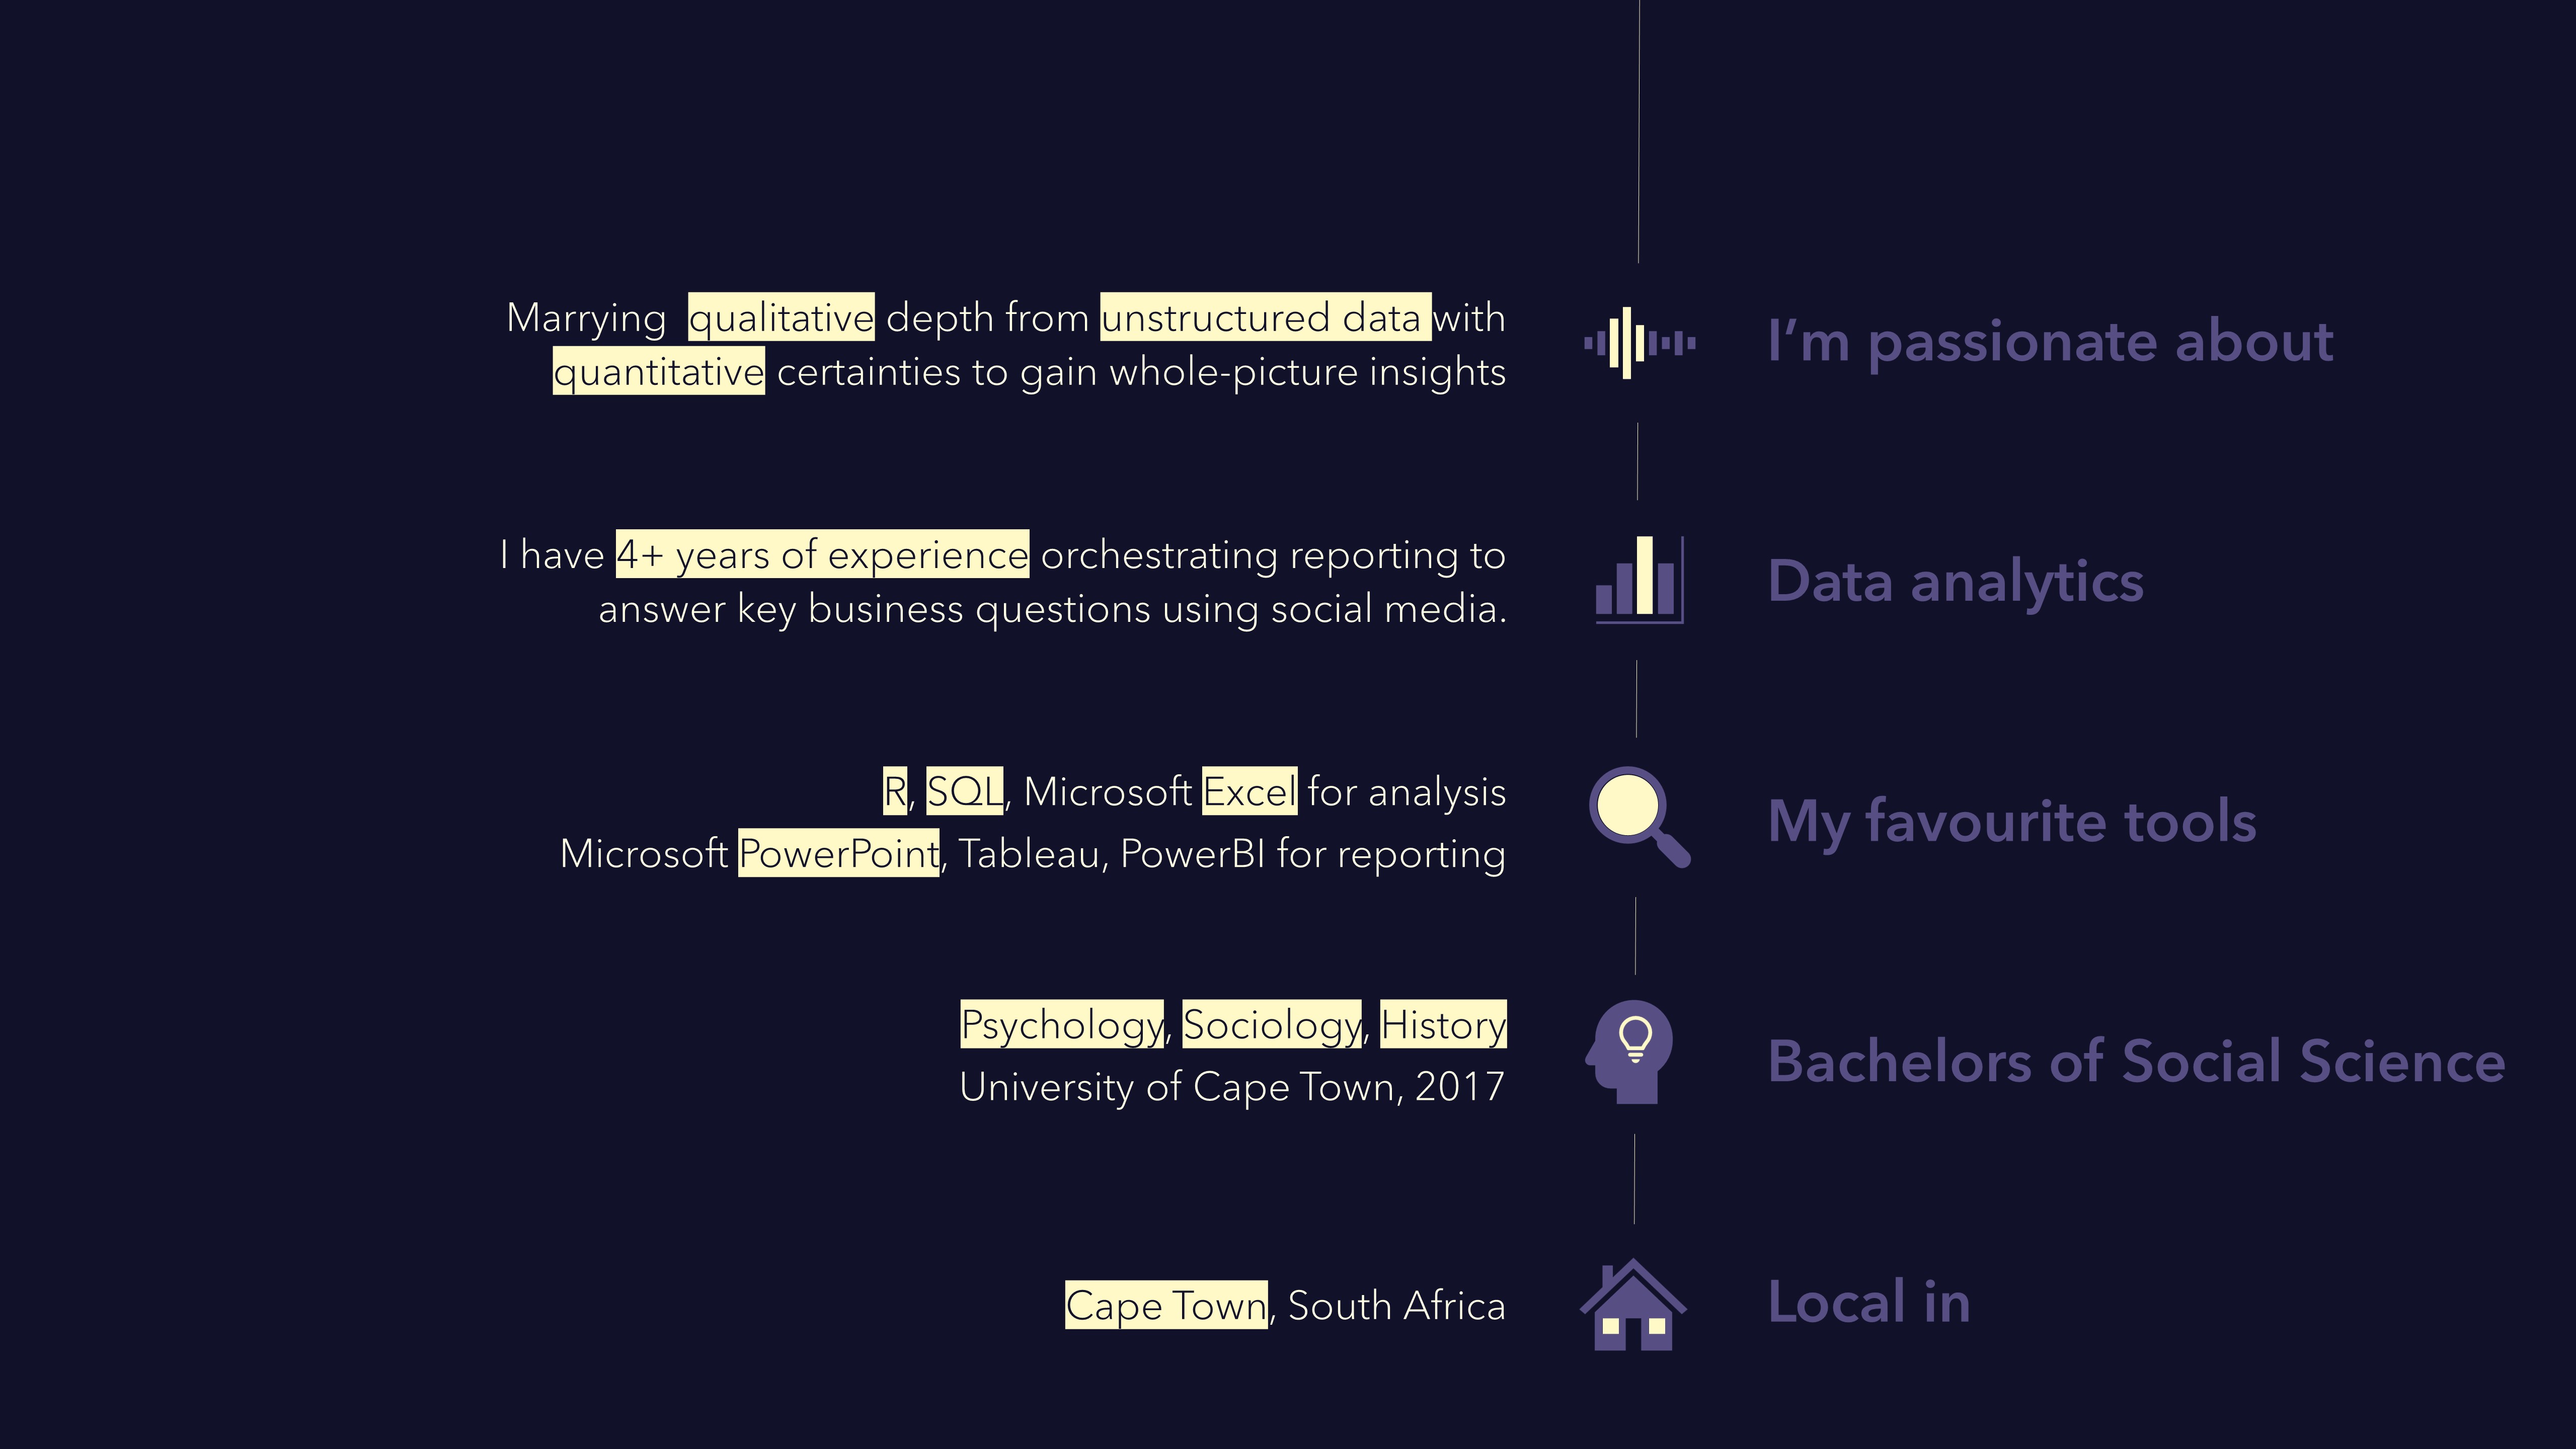 Marrying  qualitative depth from unstructured data with
quantitative certainties to gain whole-picture insights
I’m passionate about
I have 4+ years of experience orchestrating reporting to
answer key business questions using social media.
Data analytics
R, SQL, Microsoft Excel for analysis
Microsoft PowerPoint, Tableau, PowerBI for reporting
My favourite tools
Psychology, Sociology, History
University of Cape Town, 2017
Bachelors of Social Science
Cape Town, South Africa
Local in